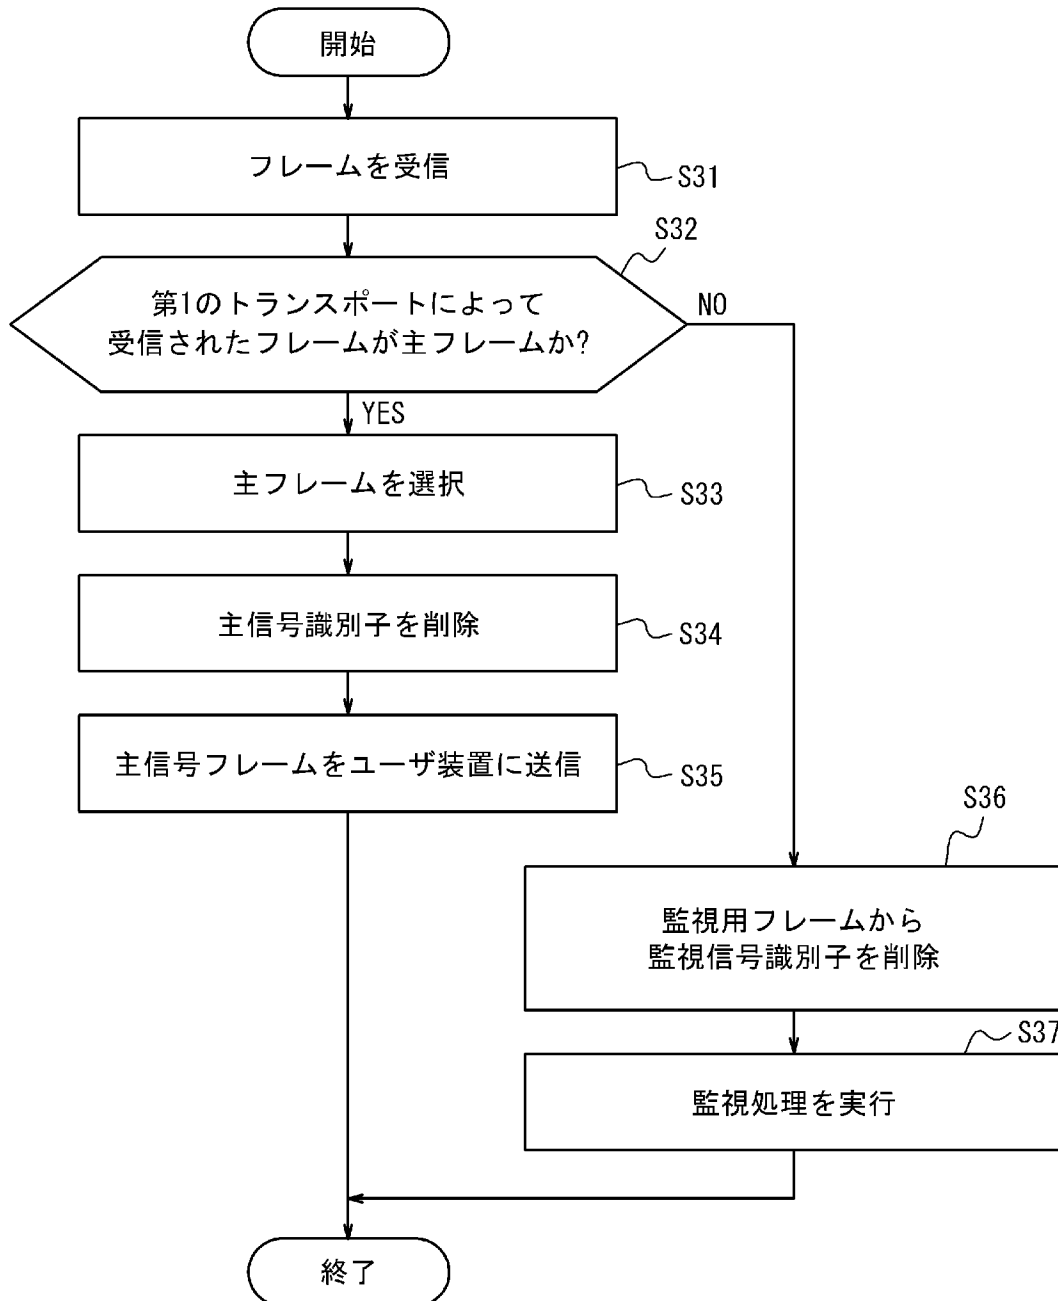 開始
フレームを受信
S31
S32
第1のトランスポートによって
受信されたフレームが主フレームか?
NO
YES
主フレームを選択
S33
主信号識別子を削除
S34
主信号フレームをユーザ装置に送信
S35
S36
監視用フレームから
監視信号識別子を削除
S37
監視処理を実行
終了